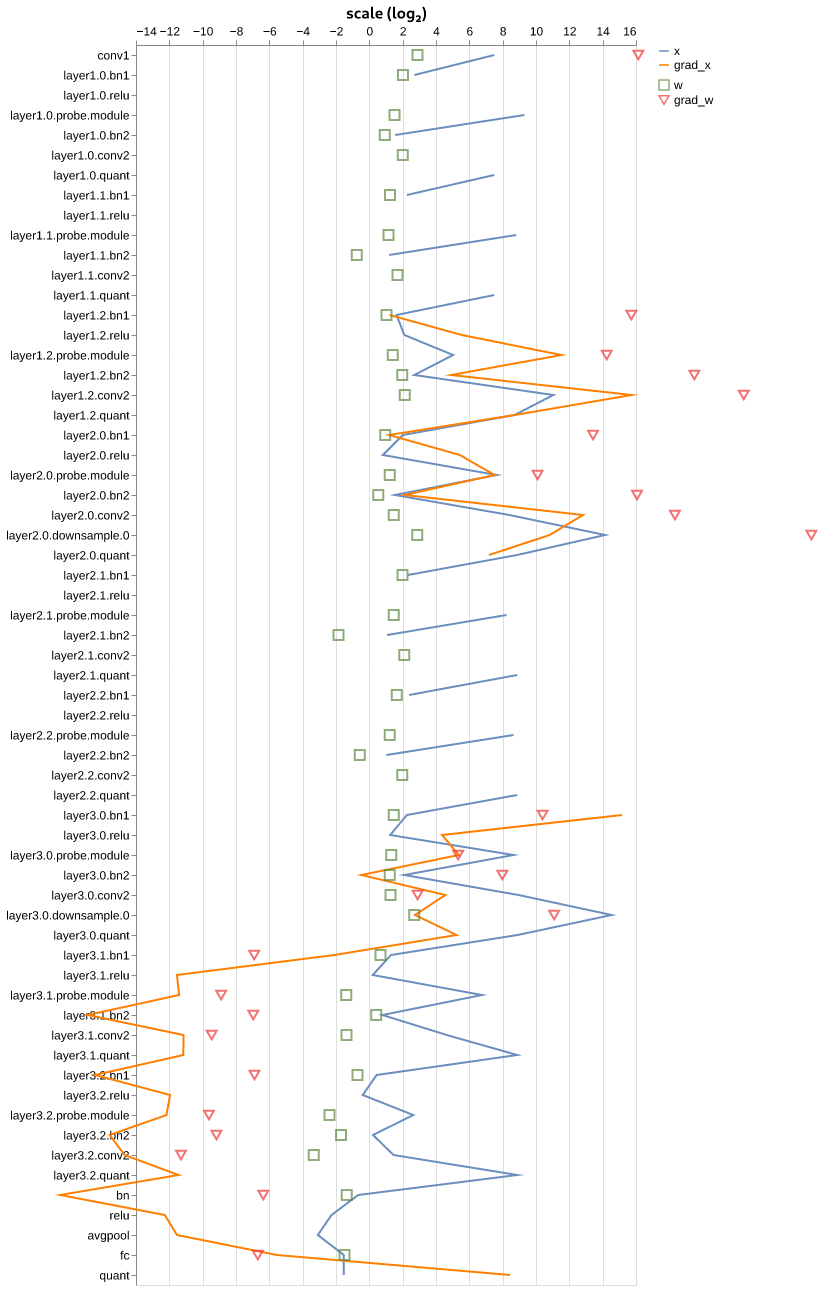 scale (log₂)
−14 −12 −10 −8 −6 −4 −2 0 2 4 6 8 10 12 14 16
conv1
layer1.0.bn1
layer1.0.relu
layer1.0.probe.module
layer1.0.bn2
layer1.0.conv2
layer1.0.quant
layer1.1.bn1
layer1.1.relu
layer1.1.probe.module
layer1.1.bn2
layer1.1.conv2
layer1.1.quant
layer1.2.bn1
layer1.2.relu
layer1.2.probe.module
layer1.2.bn2
layer1.2.conv2
layer1.2.quant
layer2.0.bn1
layer2.0.relu
layer2.0.probe.module
layer2.0.bn2
layer2.0.conv2
layer2.0.downsample.0
layer2.0.quant
layer2.1.bn1
layer2.1.relu
layer2.1.probe.module
layer2.1.bn2
layer2.1.conv2
layer2.1.quant
layer2.2.bn1
layer2.2.relu
layer2.2.probe.module
layer2.2.bn2
layer2.2.conv2
layer2.2.quant
layer3.0.bn1
layer3.0.relu
layer3.0.probe.module
layer3.0.bn2
layer3.0.conv2
layer3.0.downsample.0
layer3.0.quant
layer3.1.bn1
layer3.1.relu
layer3.1.probe.module
layer3.1.bn2
layer3.1.conv2
layer3.1.quant
layer3.2.bn1
layer3.2.relu
layer3.2.probe.module
layer3.2.bn2
layer3.2.conv2
layer3.2.quant
bn
relu
avgpool
fc
quant
x
grad_x
w
grad_w